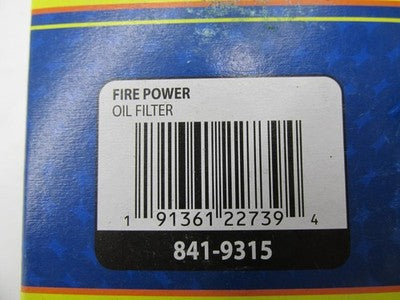 FIRE POWER
OIL FILTER
1 91361 22739 4
841-9315